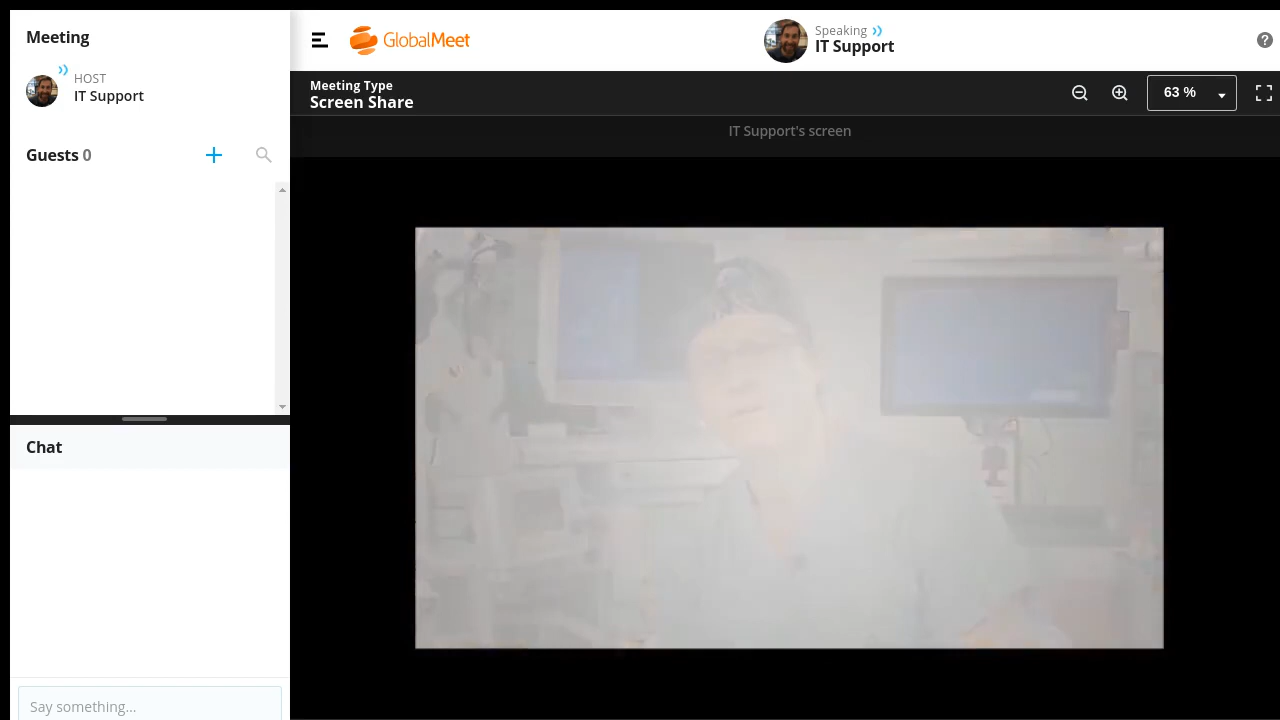 Meeting
HOST
IT Support
Guests 0
Chat
Say something...
GlobalMeet
Speaking
IT Support
Meeting Type
Screen Share
63 %
IT Support's screen